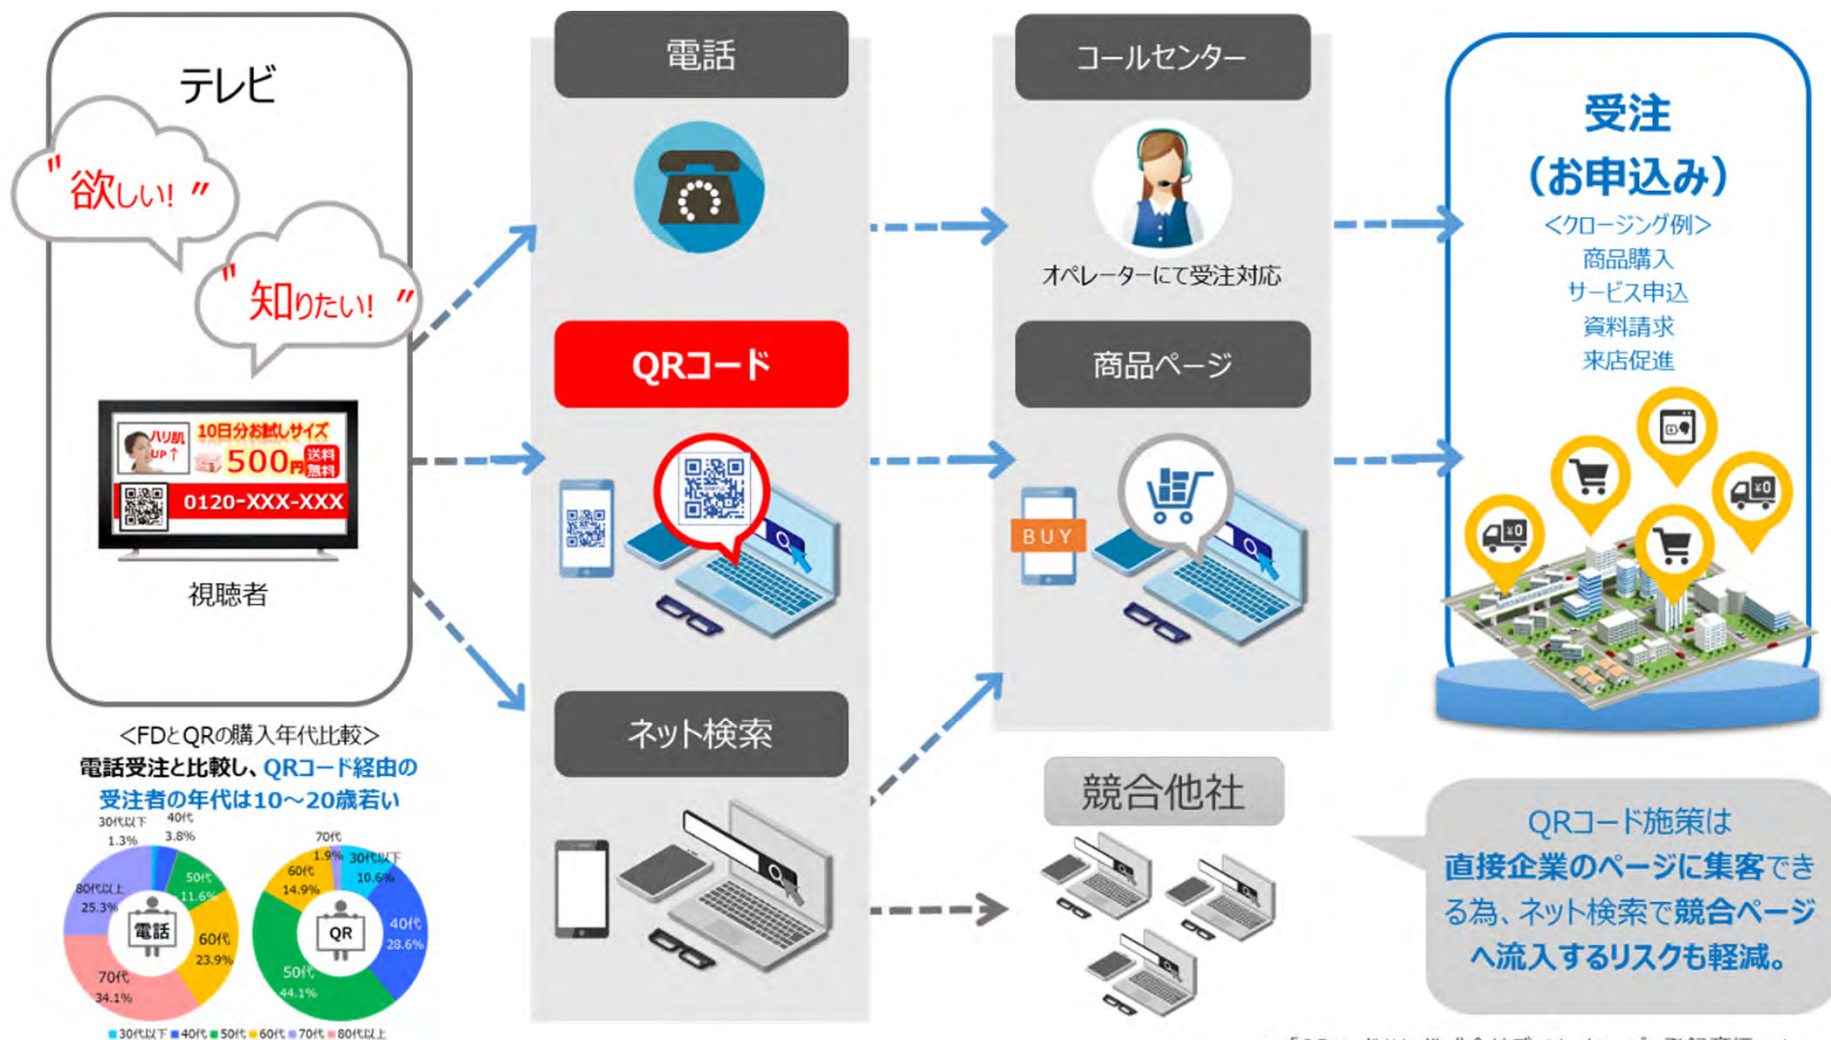 テレビ
"欲しい!"
"知りたい!"
ハリ肌
UP↑
10日分お試しサイズ
500円
送料
無料
0120-XXX-XXX
視聴者
<FDとQRの購入年代比較>
電話受注と比較し、QRコード経由の
受注者の年代は10～20歳若い
30代以下
1.3%
40代
3.8%
50代
11.6%
60代
23.9%
70代
34.1%
80代以上
25.3%
電話
70代
1.9%
30代以下
10.6%
40代
28.6%
50代
44.1%
60代
14.9%
QR
30代以下 40代 50代 60代 70代 80代以上
電話
QRコード
ネット検索
コールセンター
オペレーターにて受注対応
商品ページ
BUY
競合他社
受注
（お申込み）
<クロージング例>
商品購入
サービス申込
資料請求
来店促進
¥0
¥0
QRコード施策は
直接企業のページに集客でき
る為、ネット検索で競合ページ
へ流入するリスクも軽減。